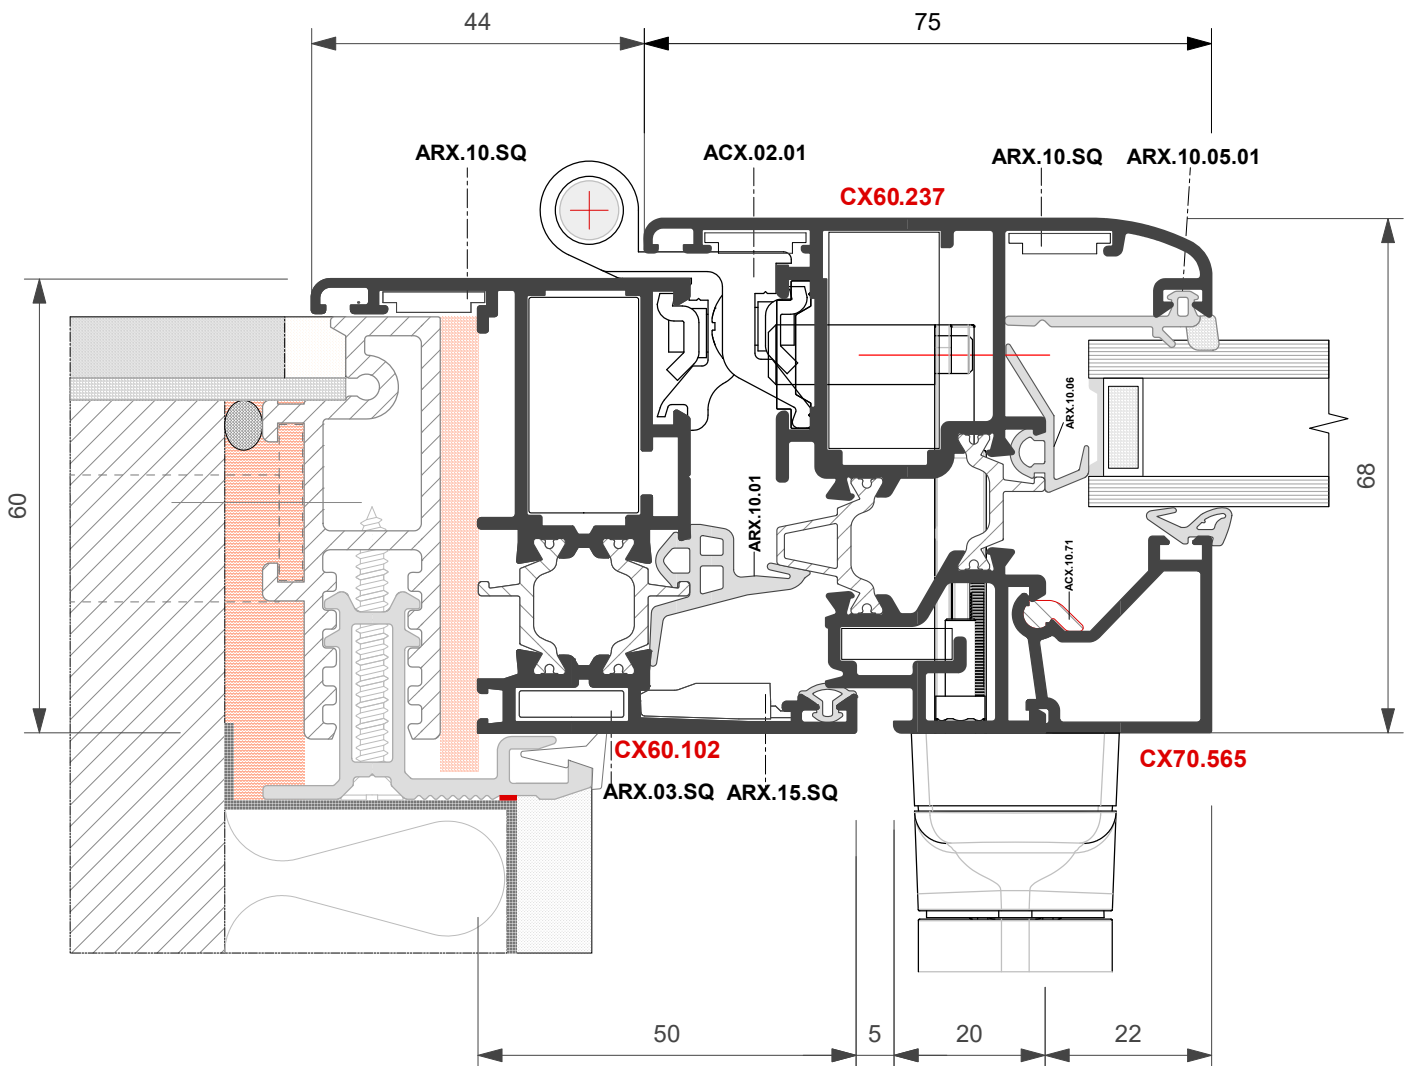 44
75
ARX.10.SQ
ACX.02.01
ARX.10.SQ
ARX.10.05.01
CX60.237
ARX.10.06
68
60
ARX.10.01
ACX.10.71
CX60.102
CX70.565
ARX.03.SQ
ARX.15.SQ
50
5
20
22